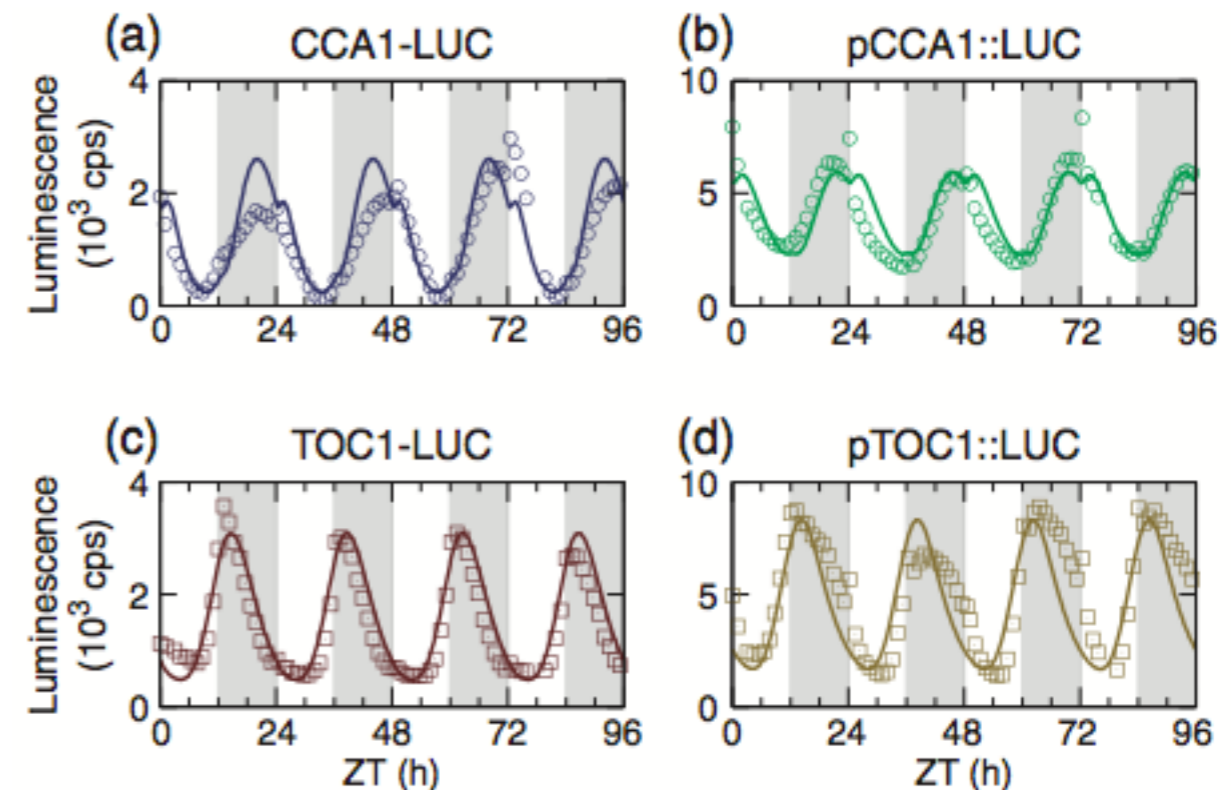 (a) CCA1-LUC
(b) pCCA1::LUC
Luminescence
(10³ cps)
4
2
0
0 24 48 72 96
10
5
0
0 24 48 72 96
(c) TOC1-LUC
(d) pTOC1::LUC
Luminescence
(10³ cps)
4
2
0
0 24 48 72 96
ZT (h)
10
5
0
0 24 48 72 96
ZT (h)